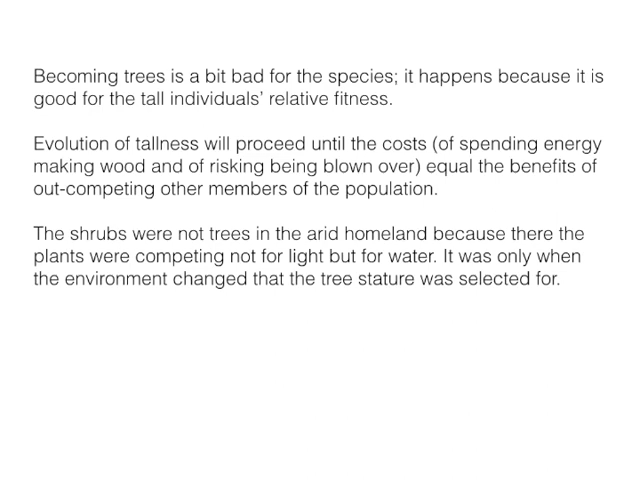 Becoming trees is a bit bad for the species; it happens because it is
good for the tall individuals’ relative fitness.
Evolution of tallness will proceed until the costs (of spending energy
making wood and of risking being blown over) equal the benefits of
out-competing other members of the population.
The shrubs were not trees in the arid homeland because there the
plants were competing not for light but for water. It was only when
the environment changed that the tree stature was selected for.